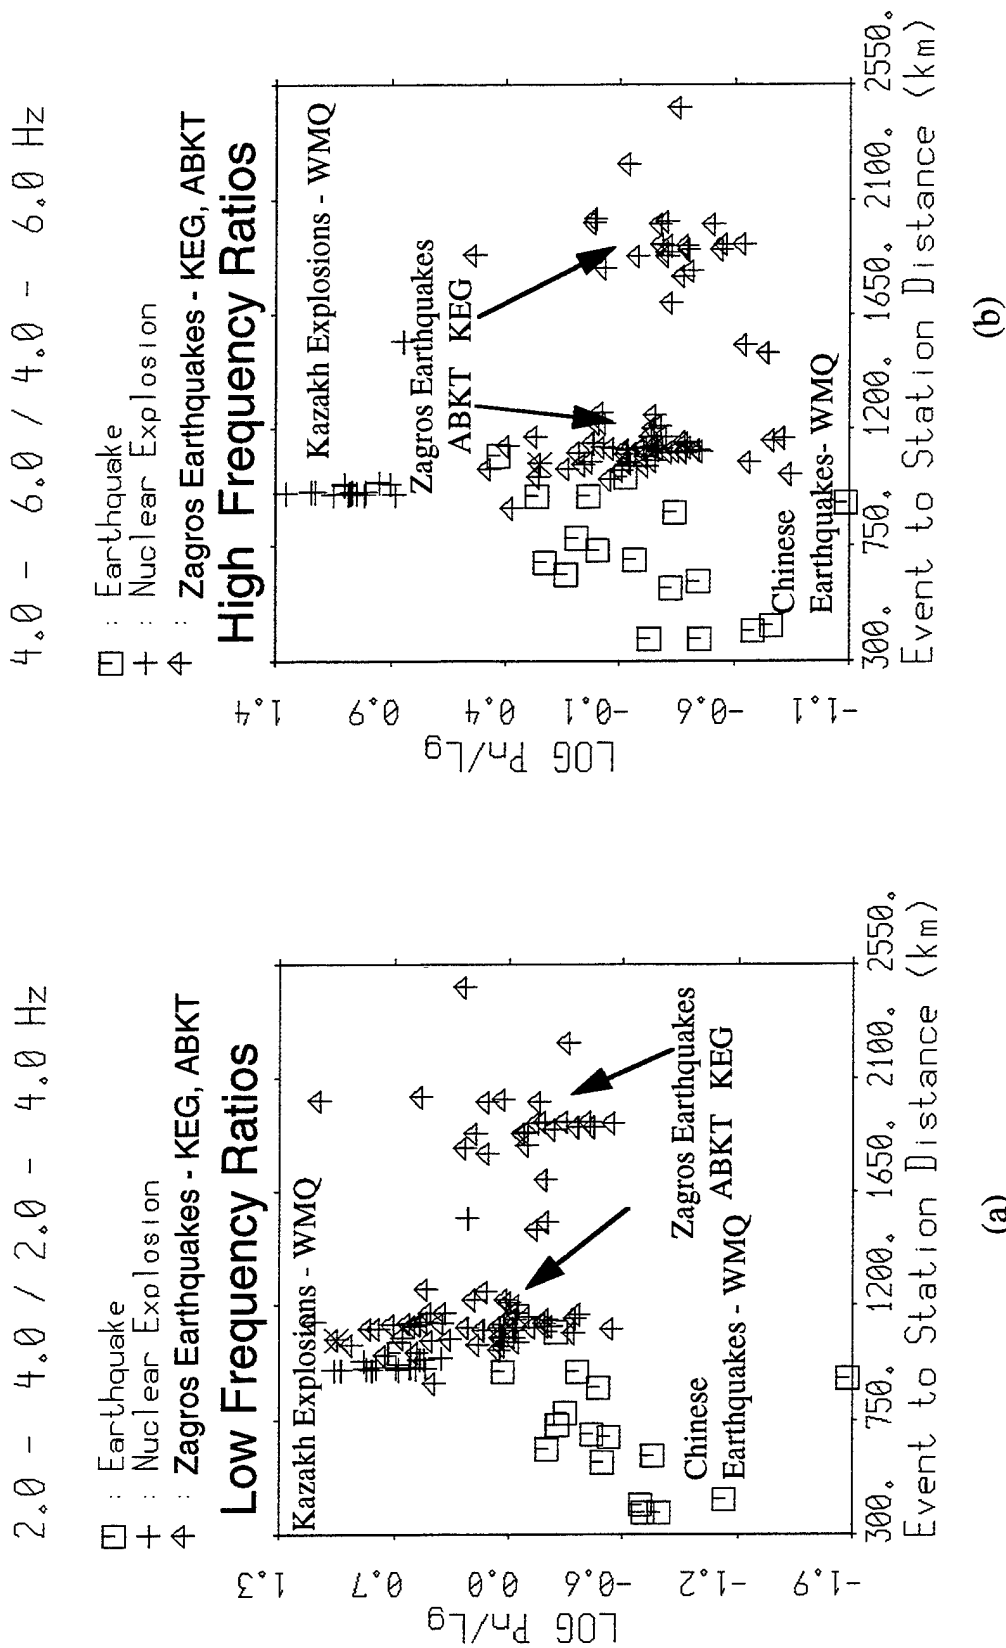 2.0 - 4.0 / 2.0 - 4.0 Hz
□ : Earthquake
+ : Nuclear Explosion
: Zagros Earthquakes - KEG, ABKT
Low Frequency Ratios
Kazakh Explosions - WMQ
Zagros Earthquakes
ABKT KEG
Chinese
Earthquakes - WMQ
LOG Pn/Lg
1.3
0.7
0.0
-0.6
-1.2
-1.9
300. 750. 1200. 1650. 2100. 2550.
Event to Station Distance (km)
(a)
4.0 - 6.0 / 4.0 - 6.0 Hz
□ : Earthquake
+ : Nuclear Explosion
: Zagros Earthquakes - KEG, ABKT
High Frequency Ratios
Kazakh Explosions - WMQ
Zagros Earthquakes
ABKT KEG
Chinese
Earthquakes- WMQ
LOG Pn/Lg
1.4
0.9
0.4
-0.1
-0.6
-1.1
300. 750. 1200. 1650. 2100. 2550.
Event to Station Distance (km)
(b)